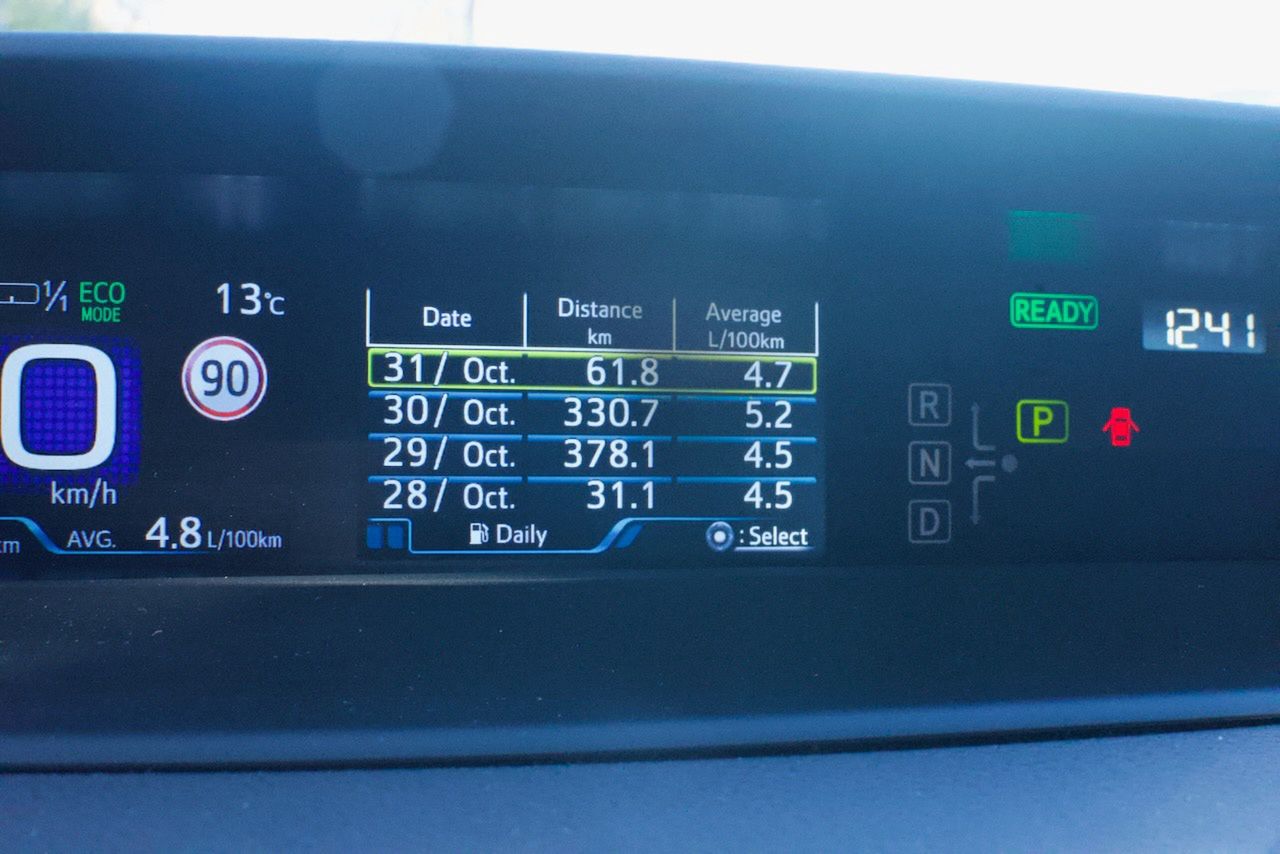 1/1 ECO MODE
13°C
90
0
km/h
km AVG. 4.8 L/100km
Date Distance km Average L/100km
31/ Oct. 61.8 4.7
30/ Oct. 330.7 5.2
29/ Oct. 378.1 4.5
28/ Oct. 31.1 4.5
Daily : Select
READY
1241
R
P
N
D